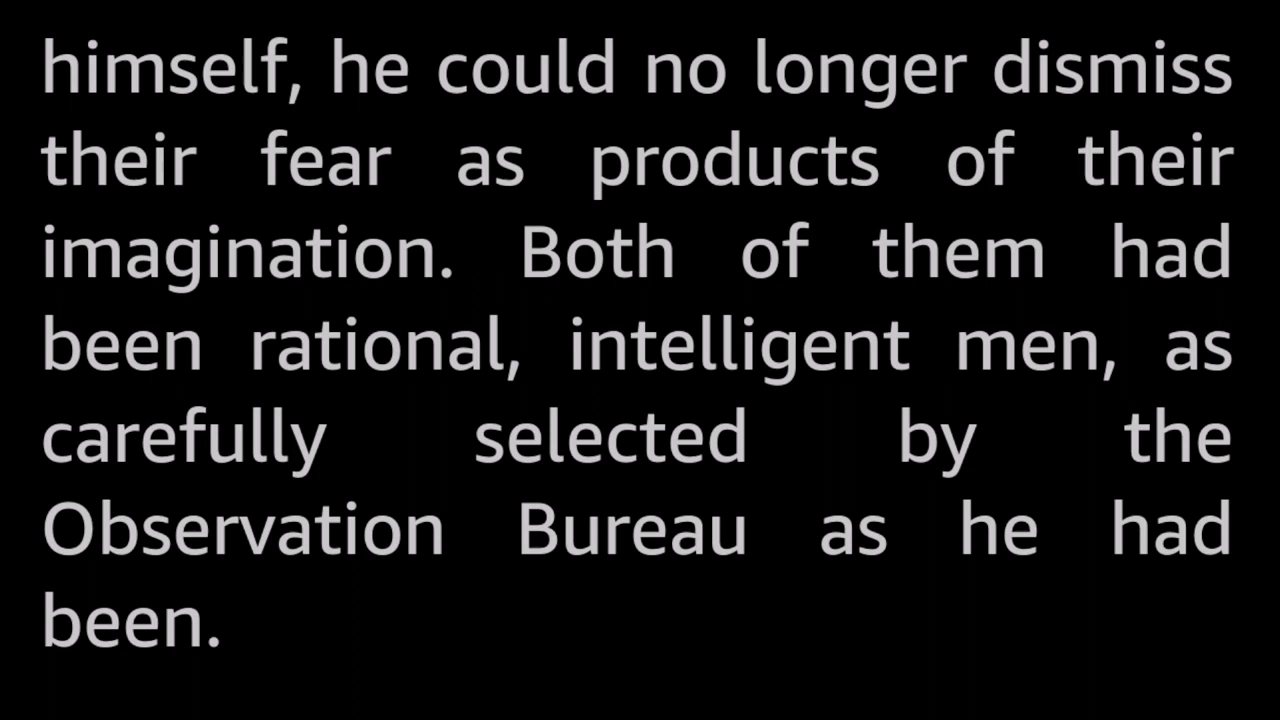 himself, he could no longer dismiss
their fear as products of their
imagination. Both of them had
been rational, intelligent men, as
carefully selected by the
Observation Bureau as he had
been.